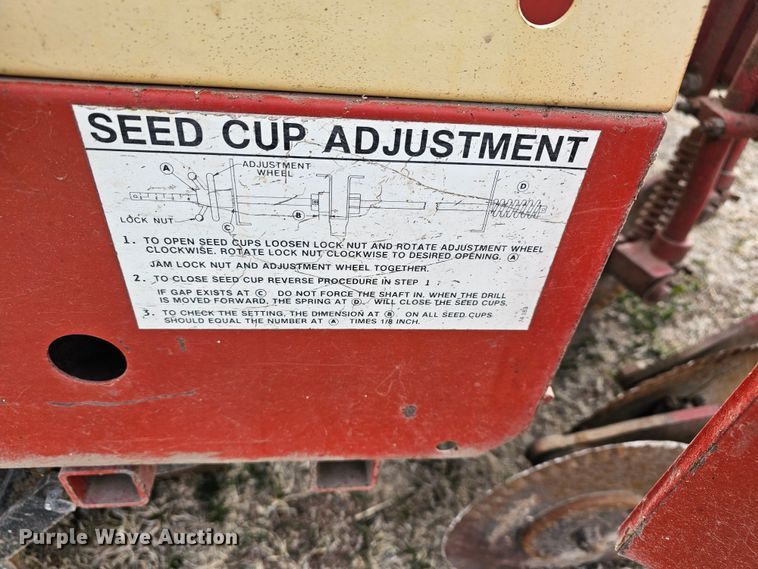 SEED CUP ADJUSTMENT
A
ADJUSTMENT
WHEEL
D
LOCK NUT
C
B
1. TO OPEN SEED CUPS LOOSEN LOCK NUT AND ROTATE ADJUSTMENT WHEEL
CLOCKWISE. ROTATE LOCK NUT CLOCKWISE TO DESIRED OPENING. A
JAM LOCK NUT AND ADJUSTMENT WHEEL TOGETHER.
2. TO CLOSE SEED CUP REVERSE PROCEDURE IN STEP 1.
IF GAP EXISTS AT C DO NOT FORCE THE SHAFT IN. WHEN THE DRILL
IS MOVED FORWARD, THE SPRING AT D WILL CLOSE THE SEED CUPS.
3. TO CHECK THE SETTING, THE DIMENSION AT B ON ALL SEED CUPS
SHOULD EQUAL THE NUMBER AT A TIMES 1/8 INCH.
Purple Wave Auction